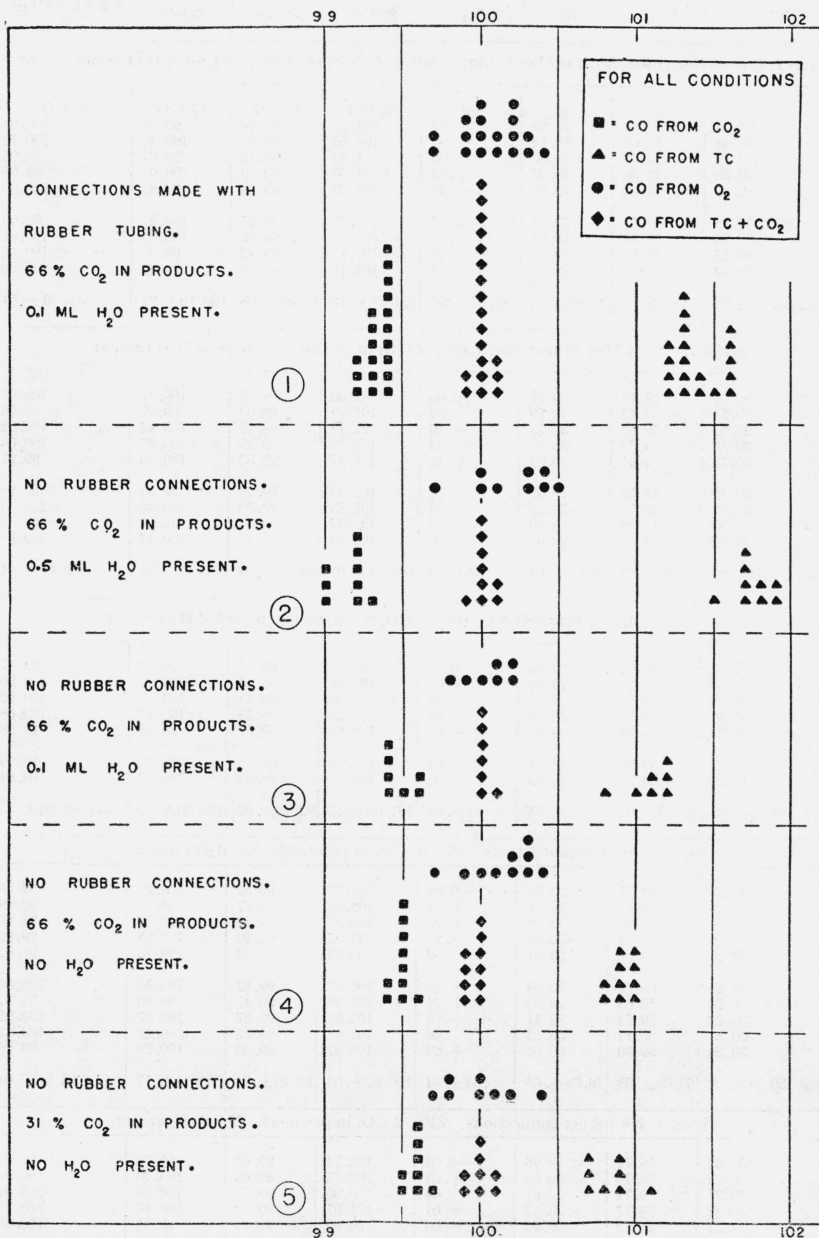 99 100. 101 102
FOR ALL CONDITIONS
■ = CO FROM CO₂
▲ = CO FROM TC
● = CO FROM O₂
◆ = CO FROM TC + CO₂
CONNECTIONS MADE WITH
RUBBER TUBING.
66 % CO₂ IN PRODUCTS.
0.1 ML H₂O PRESENT.
1
NO RUBBER CONNECTIONS.
66 % CO₂ IN PRODUCTS.
0.5 ML H₂O PRESENT.
2
NO RUBBER CONNECTIONS.
66 % CO₂ IN PRODUCTS.
0.1 ML H₂O PRESENT.
3
NO RUBBER CONNECTIONS.
66 % CO₂ IN PRODUCTS.
NO H₂O PRESENT.
4
NO RUBBER CONNECTIONS.
31 % CO₂ IN PRODUCTS.
NO H₂O PRESENT.
5
99 100. 101 102